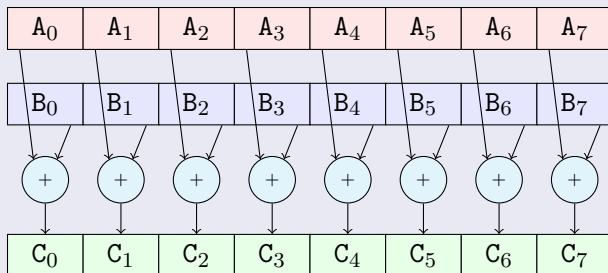 A₀ A₁ A₂ A₃ A₄ A₅ A₆ A₇
B₀ B₁ B₂ B₃ B₄ B₅ B₆ B₇
+ + + + + + + +
C₀ C₁ C₂ C₃ C₄ C₅ C₆ C₇